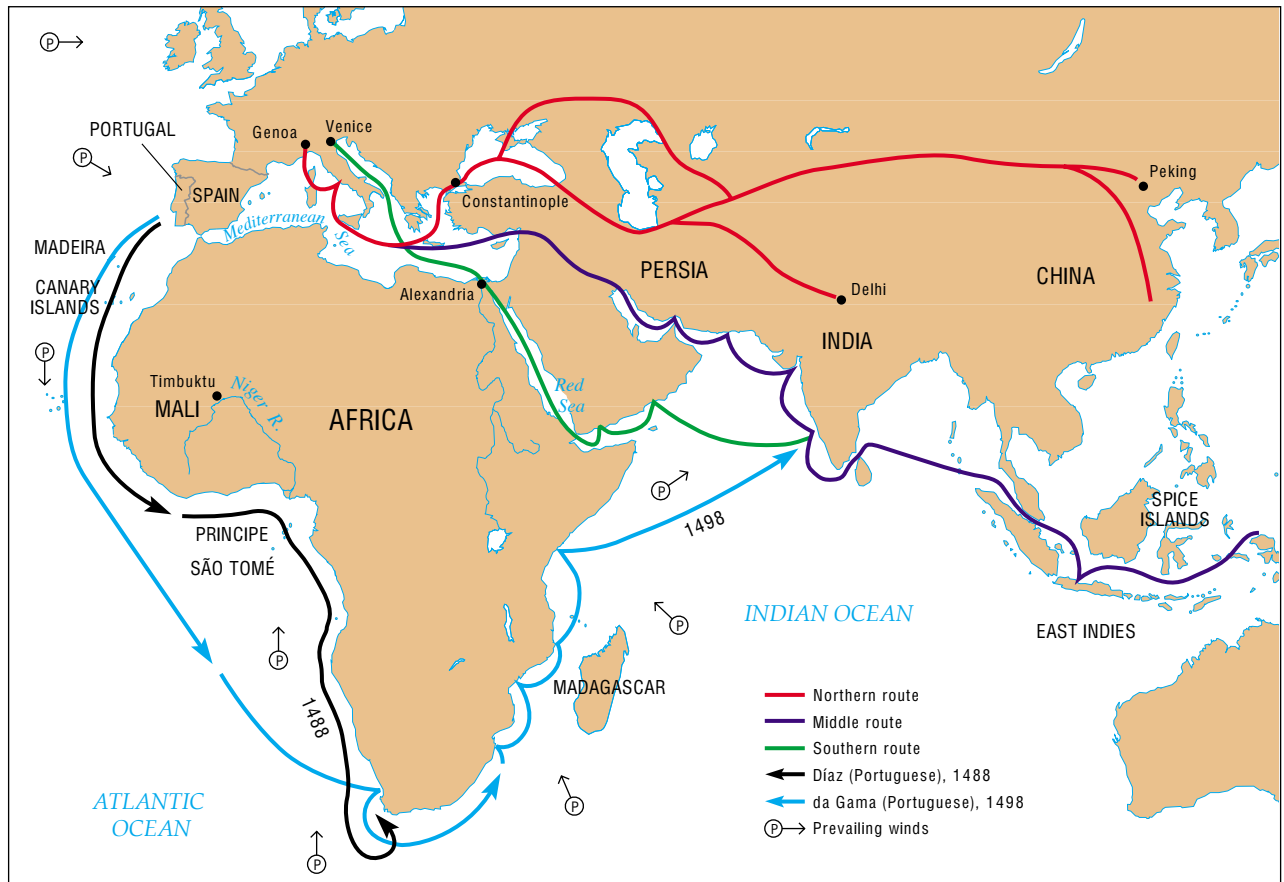 P
P
PORTUGAL
Genoa
Venice
SPAIN
Mediterranean
Sea
Constantinople
Peking
MADEIRA
CANARY
ISLANDS
Alexandria
PERSIA
CHINA
Delhi
INDIA
P
Timbuktu
MALI
Niger R.
AFRICA
Red
Sea
P
1498
SPICE
ISLANDS
PRINCIPE
SÃO TOMÉ
P
P
INDIAN OCEAN
EAST INDIES
MADAGASCAR
1488
P
P
ATLANTIC
OCEAN
Northern route
Middle route
Southern route
Díaz (Portuguese), 1488
da Gama (Portuguese), 1498
P Prevailing winds